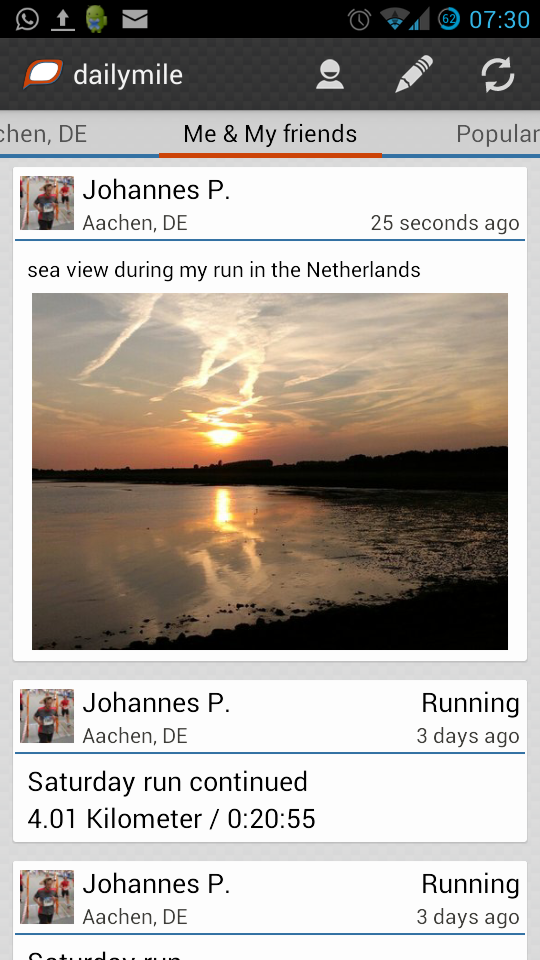 62 07:30
dailymile
chen, DE Me & My friends Popular
Johannes P.
Aachen, DE 25 seconds ago
sea view during my run in the Netherlands
Johannes P. Running
Aachen, DE 3 days ago
Saturday run continued
4.01 Kilometer / 0:20:55
Johannes P. Running
Aachen, DE 3 days ago
Saturday run